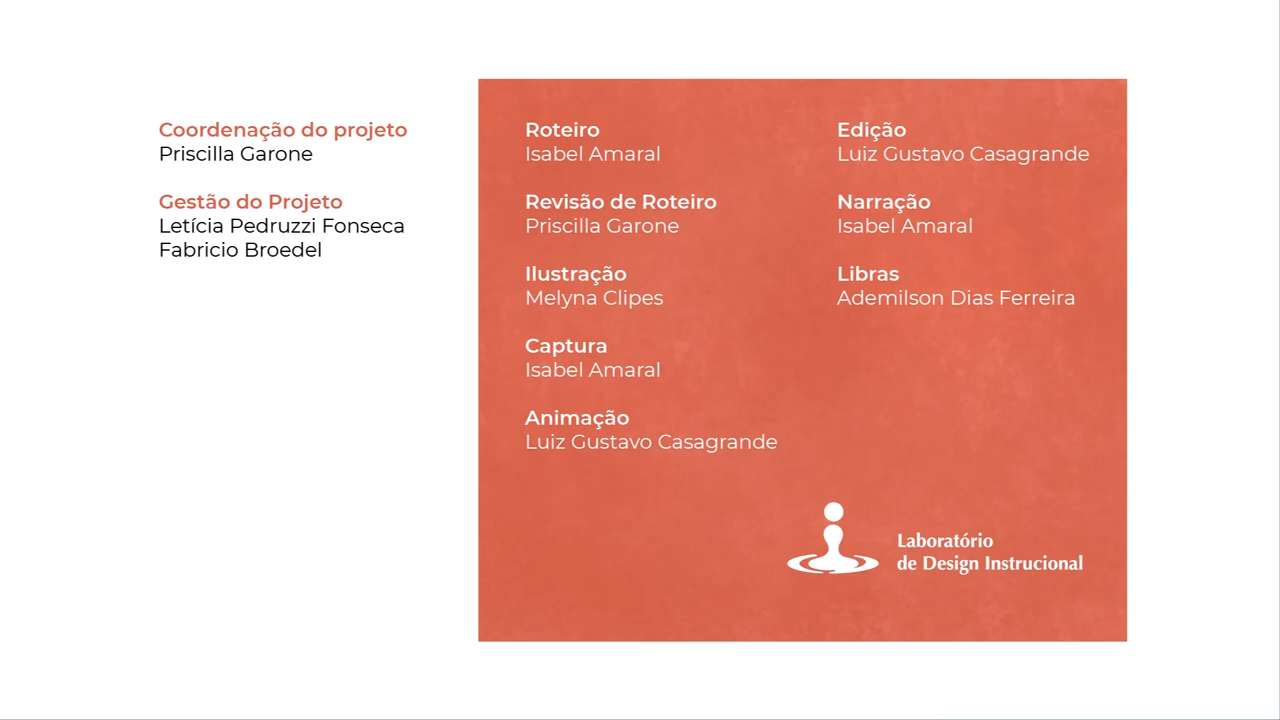 Coordenação do projeto
Priscilla Garone
Gestão do Projeto
Letícia Pedruzzi Fonseca
Fabricio Broedel
Roteiro
Isabel Amaral
Revisão de Roteiro
Priscilla Garone
Ilustração
Melyna Clipes
Captura
Isabel Amaral
Animação
Luiz Gustavo Casagrande
Edição
Luiz Gustavo Casagrande
Narração
Isabel Amaral
Libras
Ademilson Dias Ferreira
Laboratório
de Design Instrucional